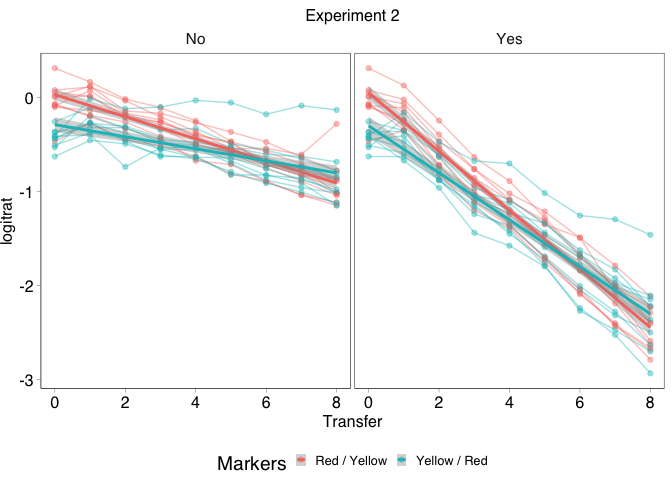 Experiment 2
No Yes
0
-1
-2
-3
logitrat
0 2 4 6 8 0 2 4 6 8
Transfer
Markers Red / Yellow Yellow / Red